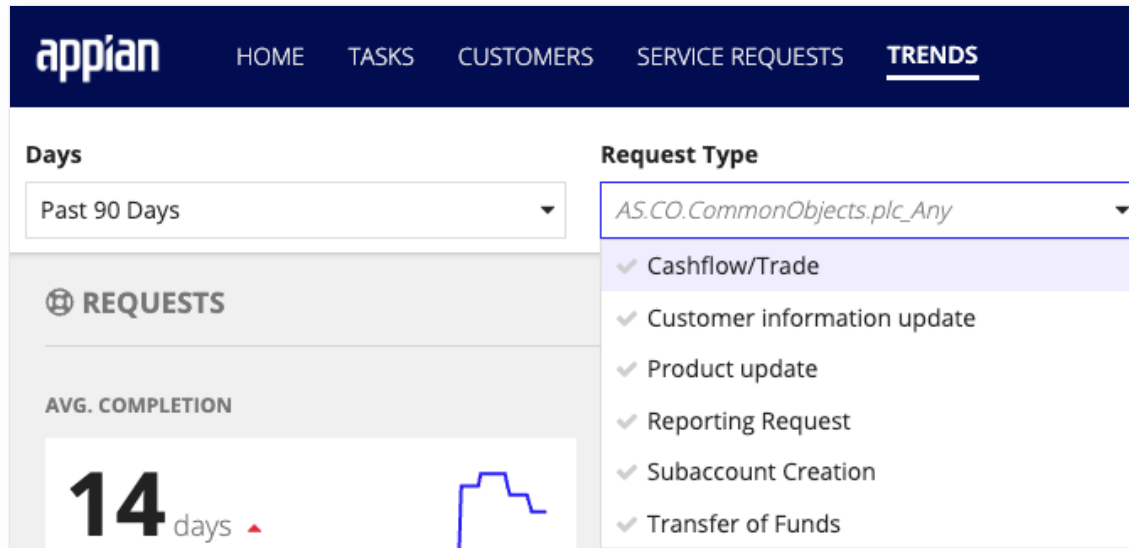 appian HOME TASKS CUSTOMERS SERVICE REQUESTS TRENDS
Days
Past 90 Days
Request Type
AS.CO.CommonObjects.plc_Any
Cashflow/Trade
Customer information update
Product update
Reporting Request
Subaccount Creation
Transfer of Funds
REQUESTS
AVG. COMPLETION
14 days